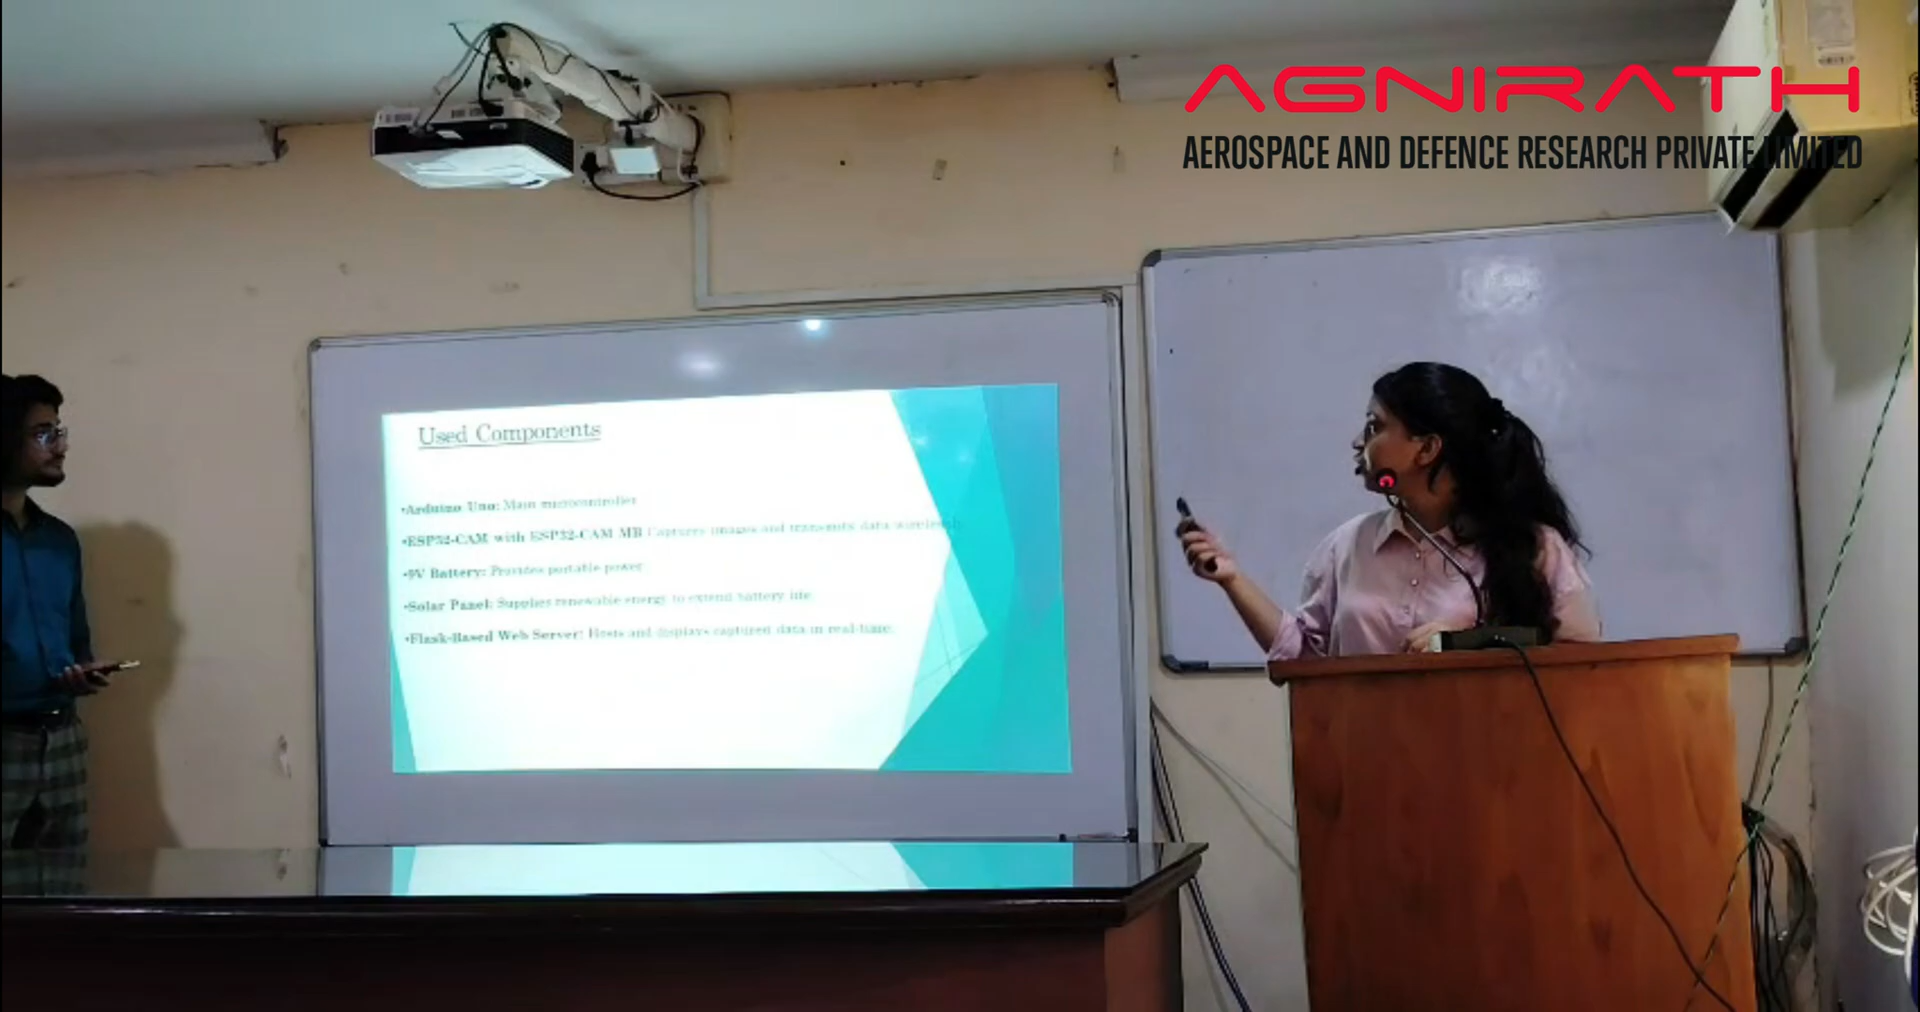 AGNIRATH
AEROSPACE AND DEFENCE RESEARCH PRIVATE LIMITED
Used Components
•Arduino Uno: Main microcontroller
•ESP32-CAM with ESP32-CAM MB Captures images and transmits data wirelessly
•9V Battery: Provides portable power
•Solar Panel: Supplies renewable energy to extend battery life
•Flask-Based Web Server: Hosts and displays captured data in real-time.